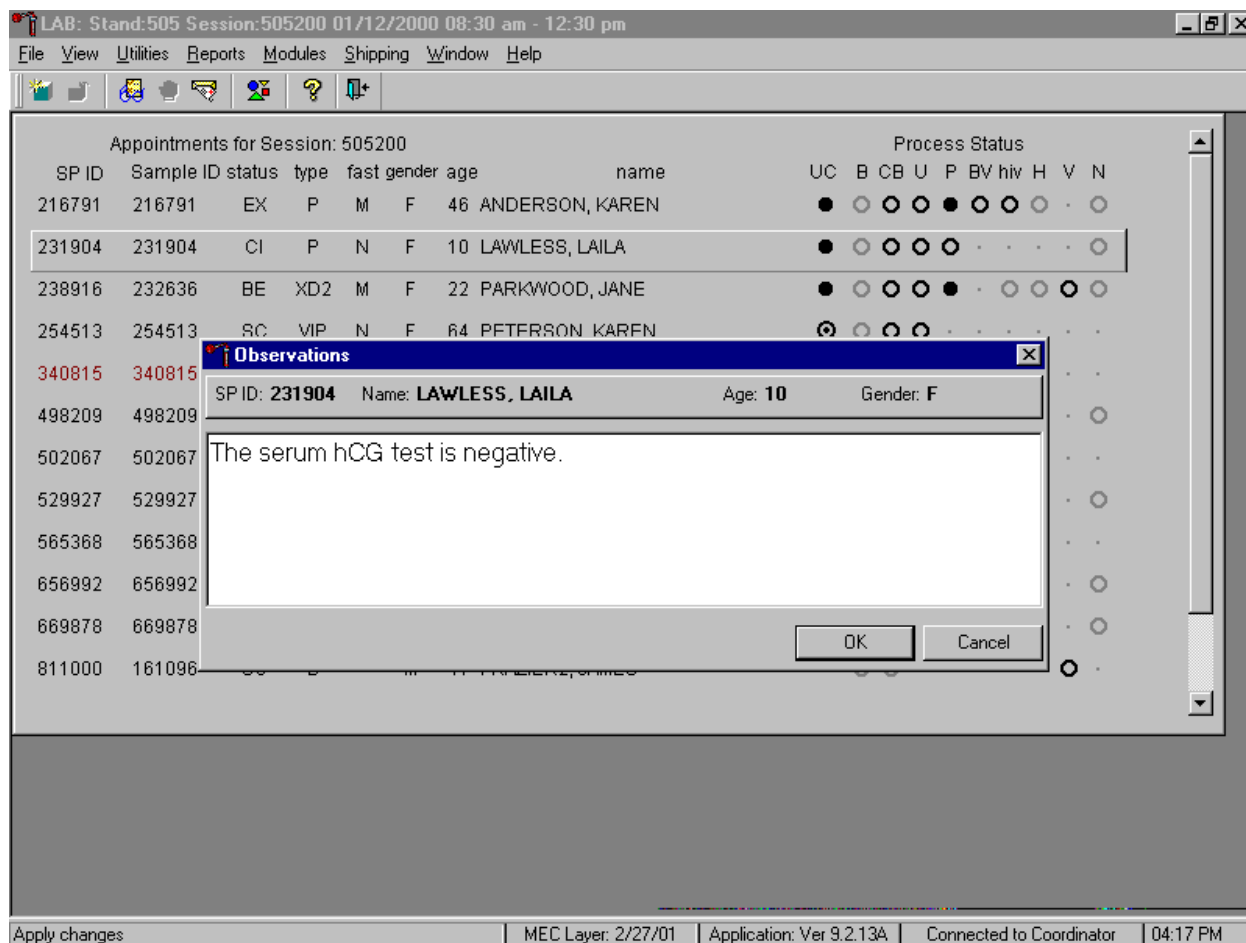 LAB: Stand:505 Session:505200 01/12/2000 08:30 am - 12:30 pm
File View Utilities Reports Modules Shipping Window Help
Appointments for Session: 505200 Process Status
SP ID Sample ID status type fast gender age name UC B CB U P BV hiv H V N
216791 216791 EX P M F 46 ANDERSON, KAREN
231904 231904 CI P N F 10 LAWLESS, LAILA
238916 232636 BE XD2 M F 22 PARKWOOD, JANE
254513 254513 SC VIP N F 64 PETERSON, KAREN
Observations
340815 340815
SP ID: 231904 Name: LAWLESS, LAILA Age: 10 Gender: F
498209 498209
The serum hCG test is negative.
502067 502067
529927 529927
565368 565368
656992 656992
669878 669878
OK Cancel
811000 161096
Apply changes MEC Layer: 2/27/01 Application: Ver 9.2.13A Connected to Coordinator 04:17 PM